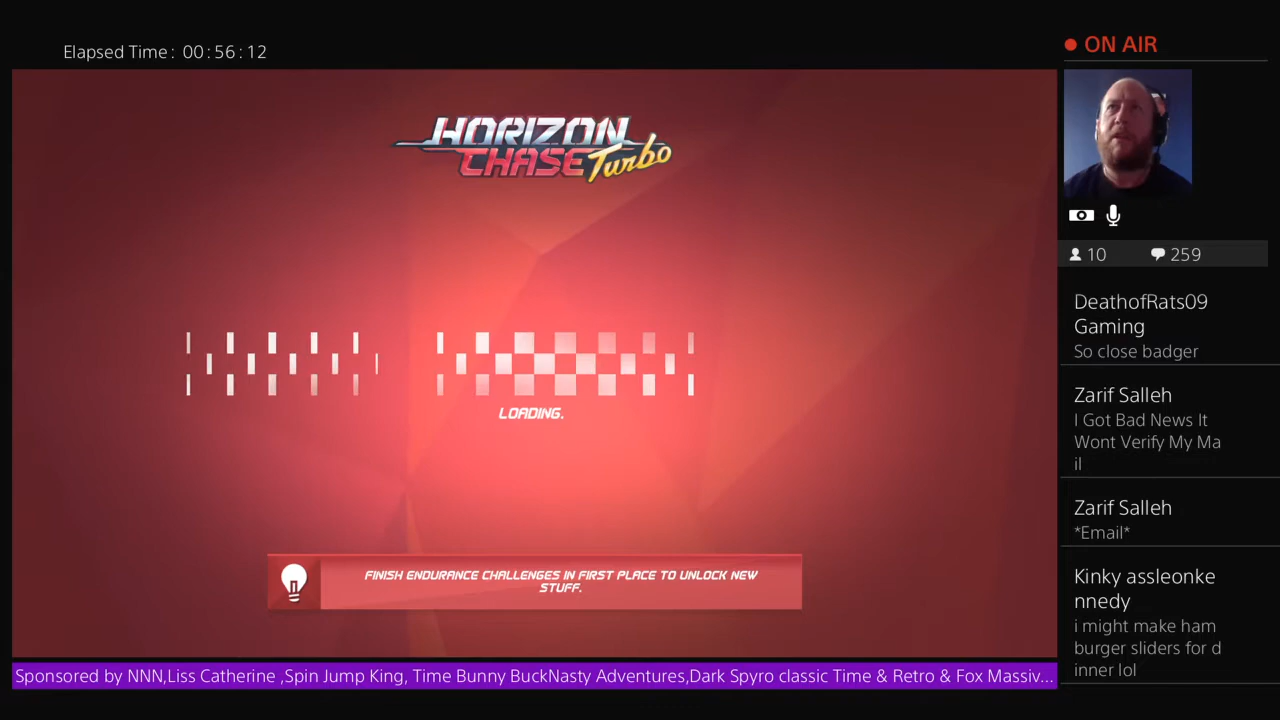 Elapsed Time: 00:56:12
ON AIR
HORIZON
CHASE Turbo
10 259
DeathofRats09
Gaming
So close badger
Zarif Salleh
I Got Bad News It
Wont Verify My Ma
il
Zarif Salleh
*Email*
Kinky assleonke
nnedy
i might make ham
burger sliders for d
inner lol
LOADING.
FINISH ENDURANCE CHALLENGES IN FIRST PLACE TO UNLOCK NEW
STUFF.
Sponsored by NNN,Liss Catherine ,Spin Jump King, Time Bunny BuckNasty Adventures,Dark Spyro classic Time & Retro & Fox Massiv...